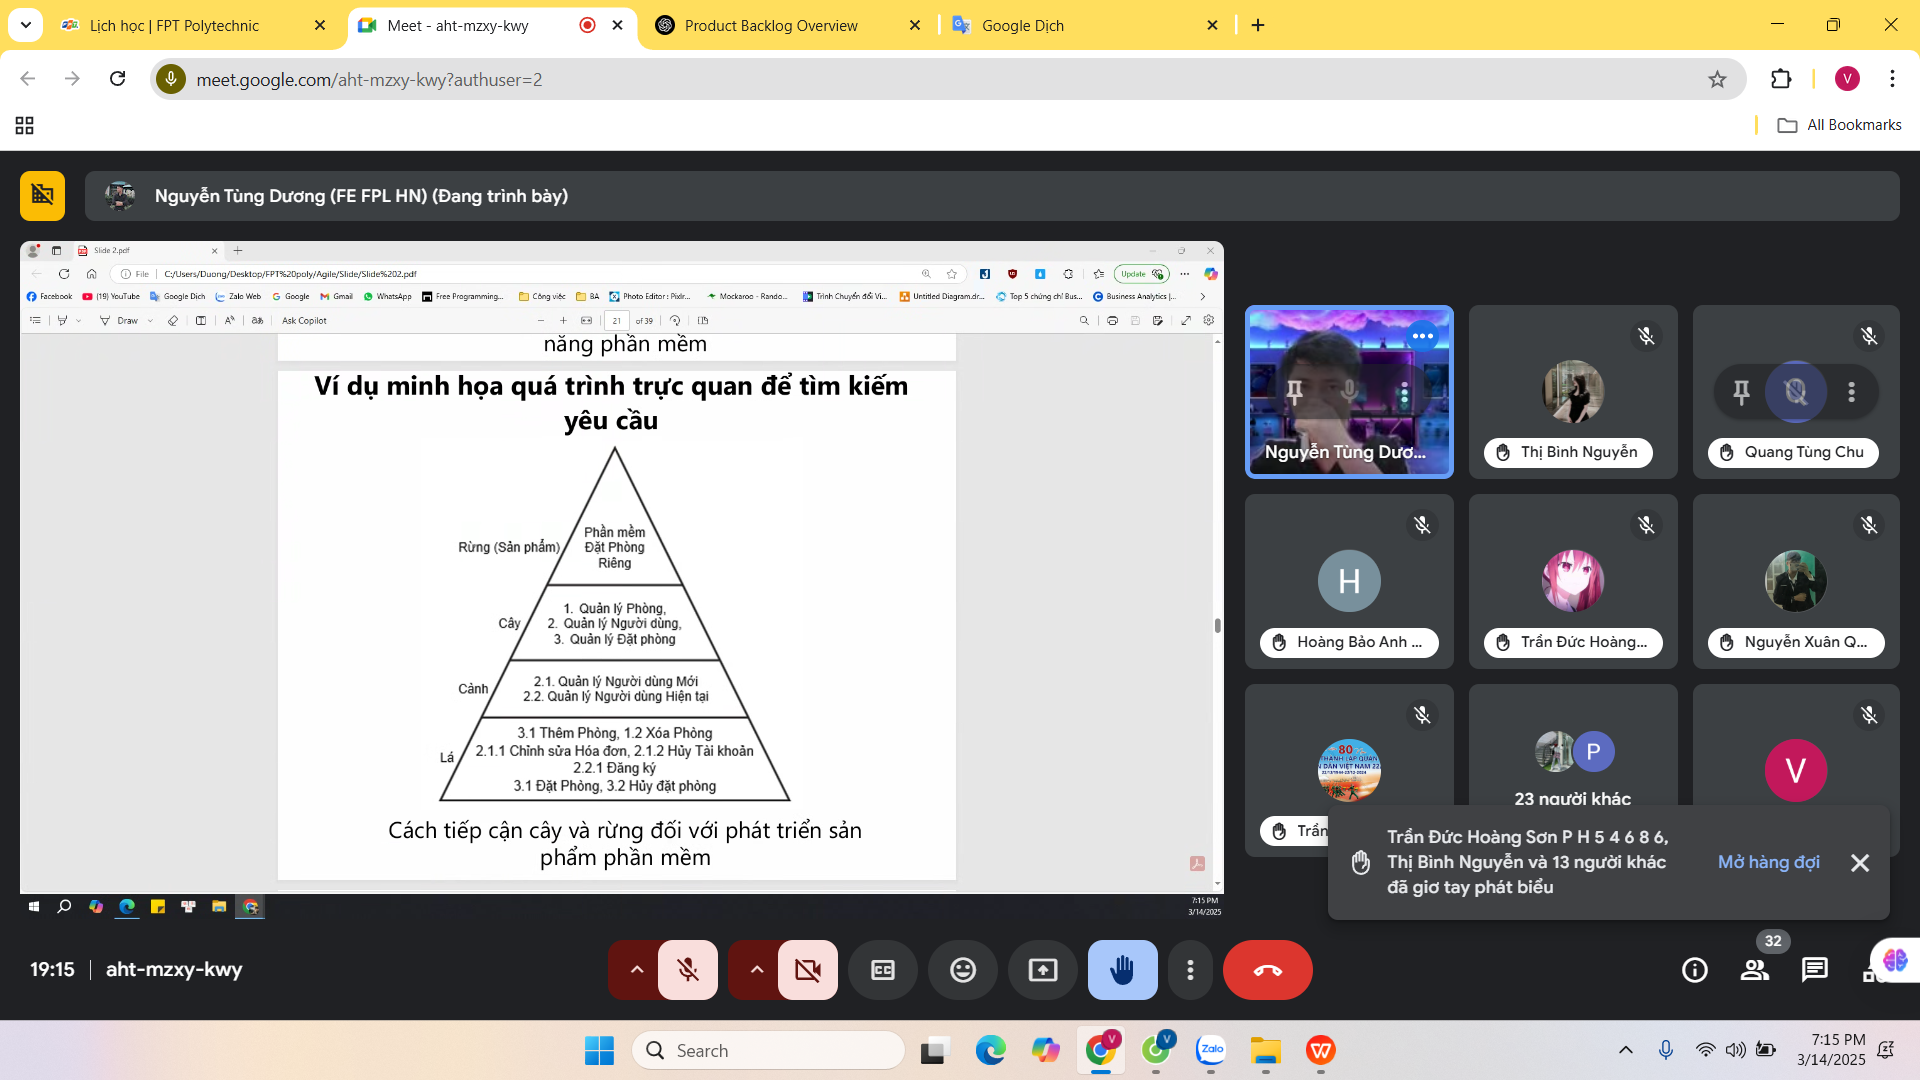 Lịch học | FPT Polytechnic
Meet - aht-mzxy-kwy
Product Backlog Overview
Google Dịch
meet.google.com/aht-mzxy-kwy?authuser=2
V
All Bookmarks
Nguyễn Tùng Dương (FE FPL HN) (Đang trình bày)
Slide 2.pdf
File
C:/Users/Duong/Desktop/FPT%20poly/Agile/Slide/Slide%202.pdf
Update
Facebook
(19) YouTube
Google Dịch
Zalo Web
Google
Gmail
WhatsApp
Free Programming...
Công việc
BA
Photo Editor : Pixlr...
Mockaroo - Rando...
Trình Chuyển đổi Vi...
Untitled Diagram.dr...
Top 5 chứng chỉ Bus...
Business Analytics |...
Draw
Ask Copilot
21
of 39
năng phần mềm
Ví dụ minh họa quá trình trực quan để tìm kiếm
yêu cầu
Rừng (Sản phẩm)
Phần mềm
Đặt Phòng
Riêng
Cây
1. Quản lý Phòng,
2. Quản lý Người dùng,
3. Quản lý Đặt phòng
Cành
2.1. Quản lý Người dùng Mới
2.2. Quản lý Người dùng Hiện tại
Lá
3.1 Thêm Phòng, 1.2 Xóa Phòng
2.1.1 Chỉnh sửa Hóa đơn, 2.1.2 Hủy Tài khoản
2.2.1 Đăng ký
3.1 Đặt Phòng, 3.2 Hủy đặt phòng
Cách tiếp cận cây và rừng đối với phát triển sản
phẩm phần mềm
7:15 PM
3/14/2025
Nguyễn Tùng Dươ...
Thị Bình Nguyễn
Quang Tùng Chu
H
Hoàng Bảo Anh ...
Trần Đức Hoàng...
Nguyễn Xuân Q...
80
Trần
P
23 người khác
V
Trần Đức Hoàng Sơn P H 5 4 6 8 6,
Thị Bình Nguyễn và 13 người khác
đã giơ tay phát biểu
Mở hàng đợi
19:15
aht-mzxy-kwy
32
Search
V
V
Zalo
7:15 PM
3/14/2025